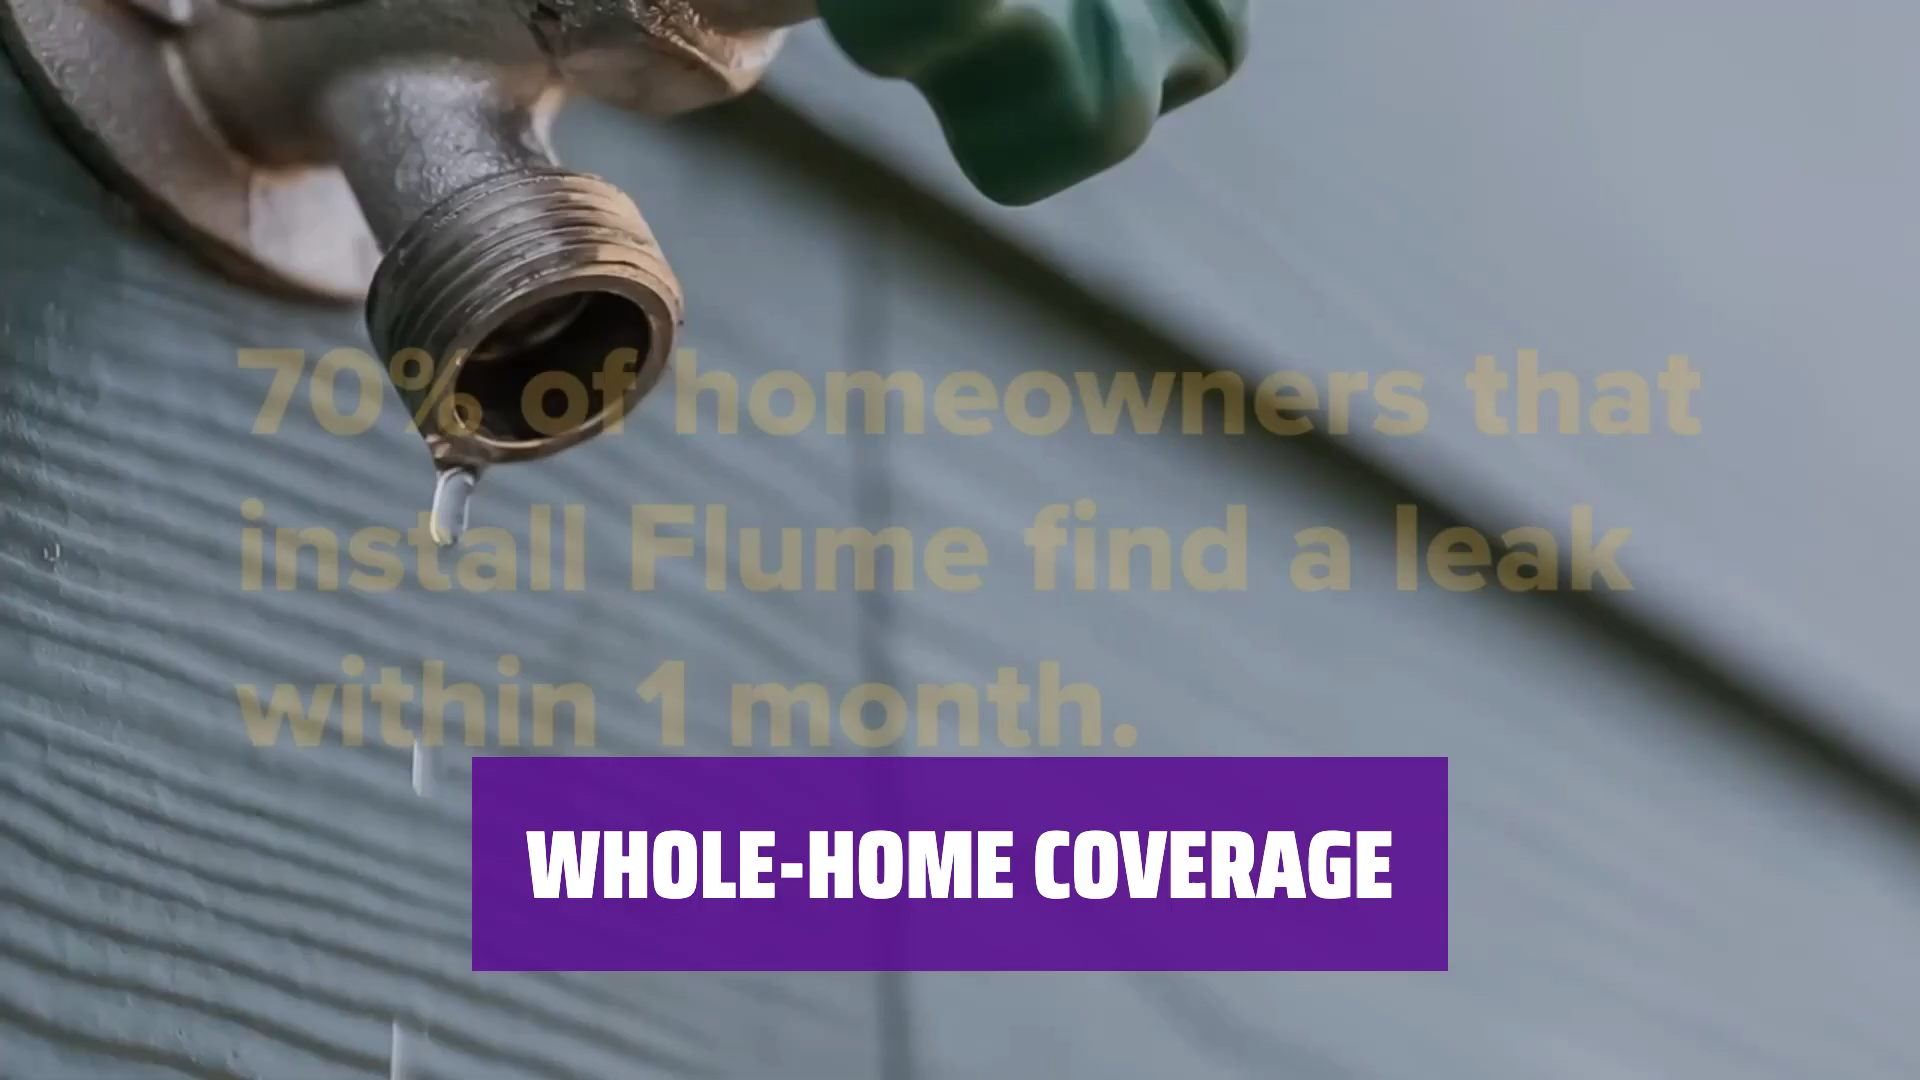 70% of homeowners that
install Flume find a leak
within 1 month.
WHOLE-HOME COVERAGE